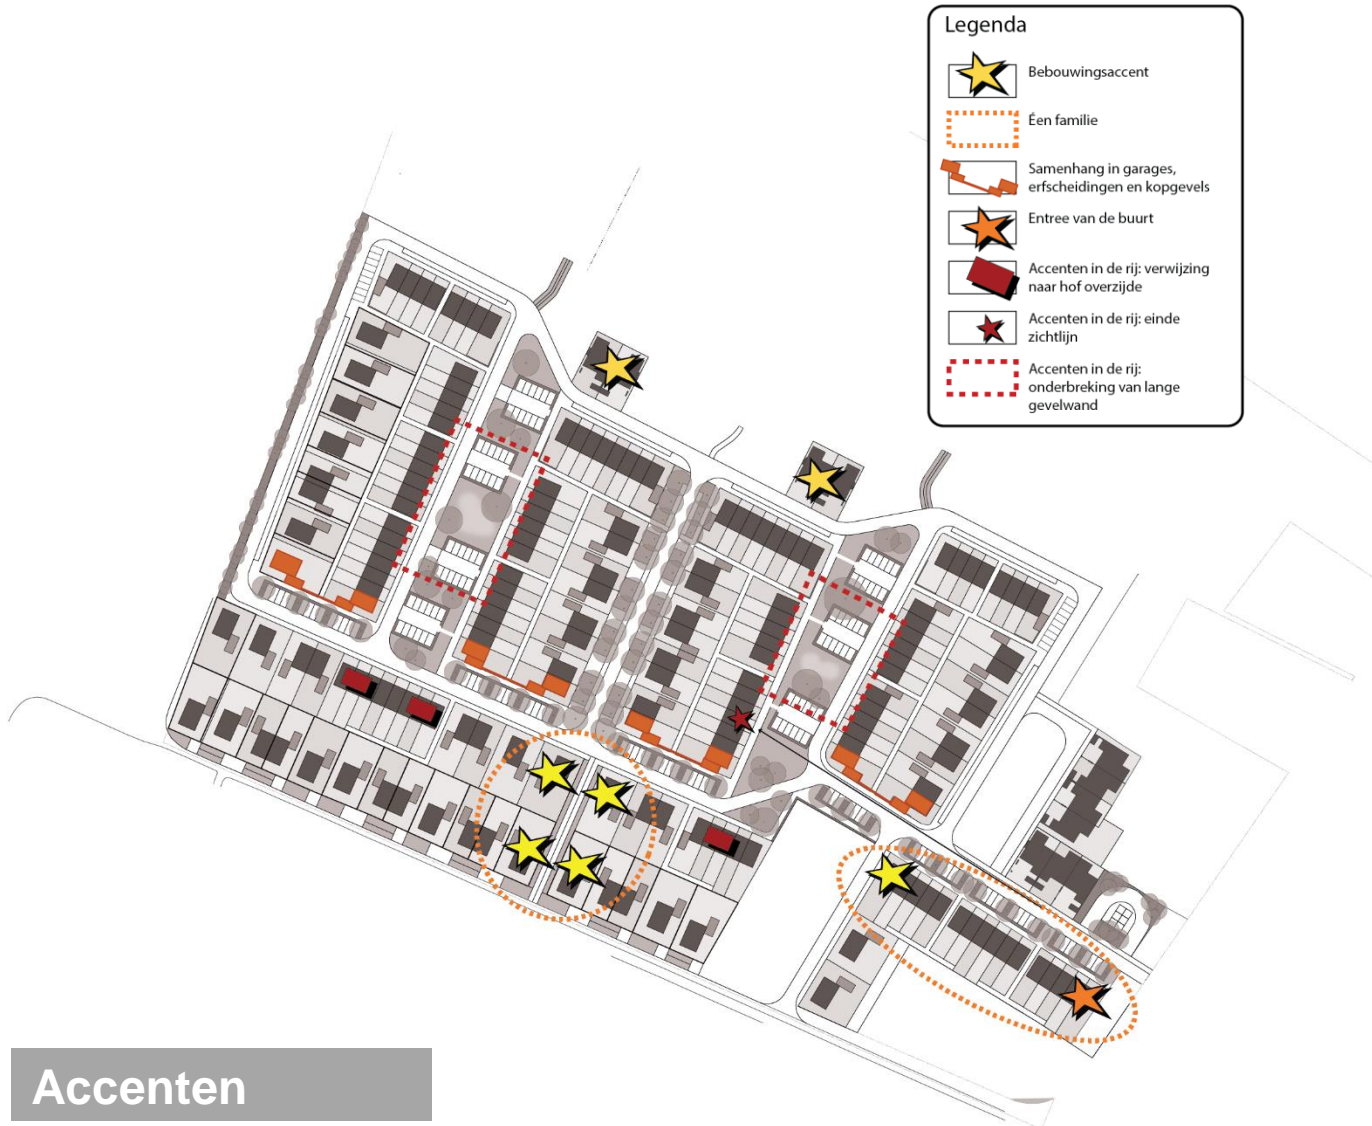 Legenda
Bebouwingsaccent
Éen familie
Samenhang in garages,
erfscheidingen en kopgevels
Entree van de buurt
Accenten in de rij: verwijzing
naar hof overzijde
Accenten in de rij: einde
zichtlijn
Accenten in de rij:
onderbreking van lange
gevelwand
Accenten